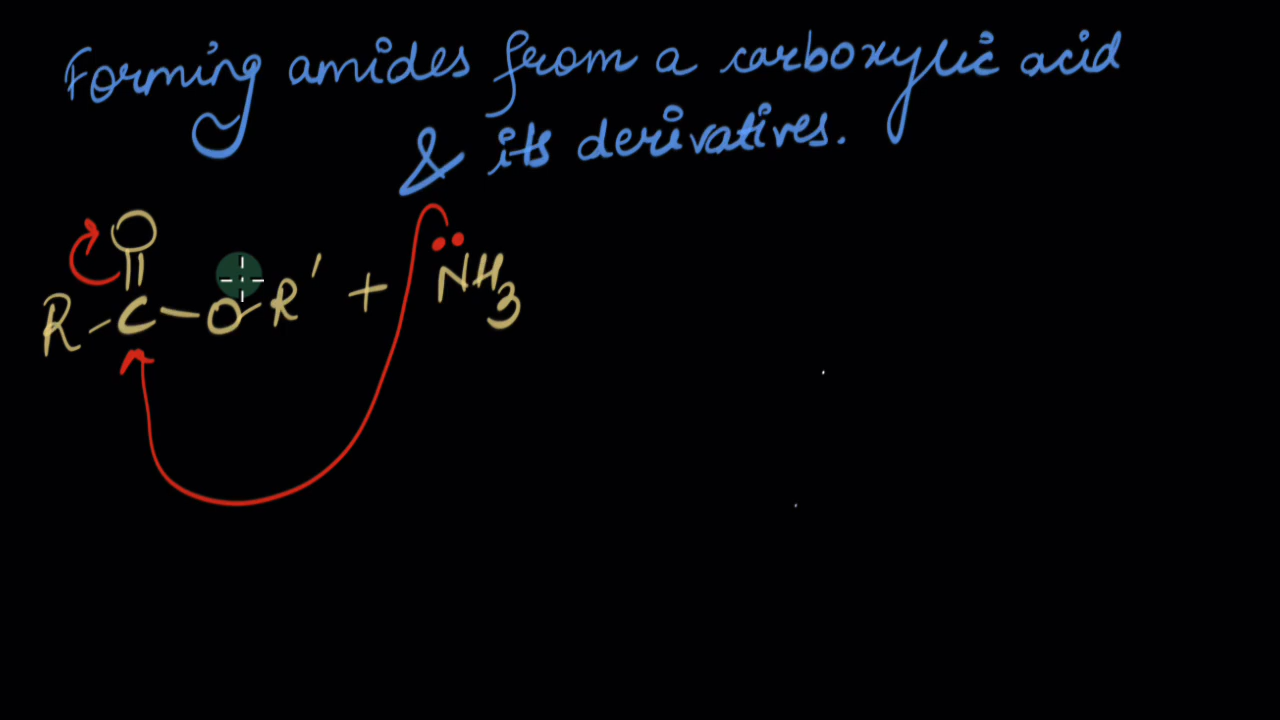 Forming amides from a carboxylic acid
& its derivatives.
O
R-C-O-R' + NH3